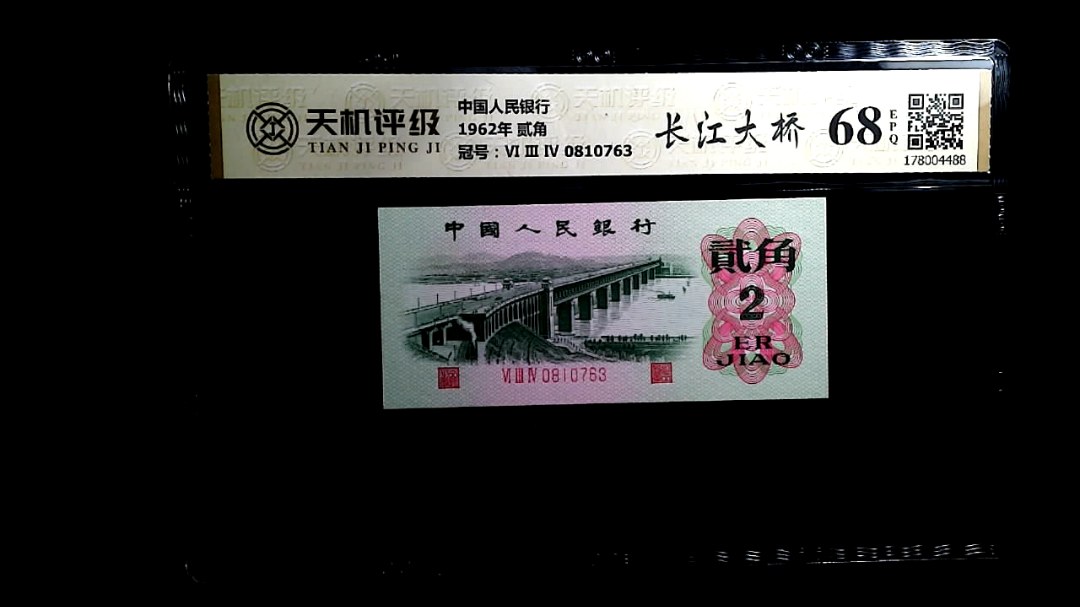 天机评级
TIAN JI PING JI
中国人民银行
1962年 贰角
冠号：VI III IV 0810763
长江大桥
68
EPQ
178004488
中國人民銀行
貳角
2
ER
JIAO
VI III IV 0810763